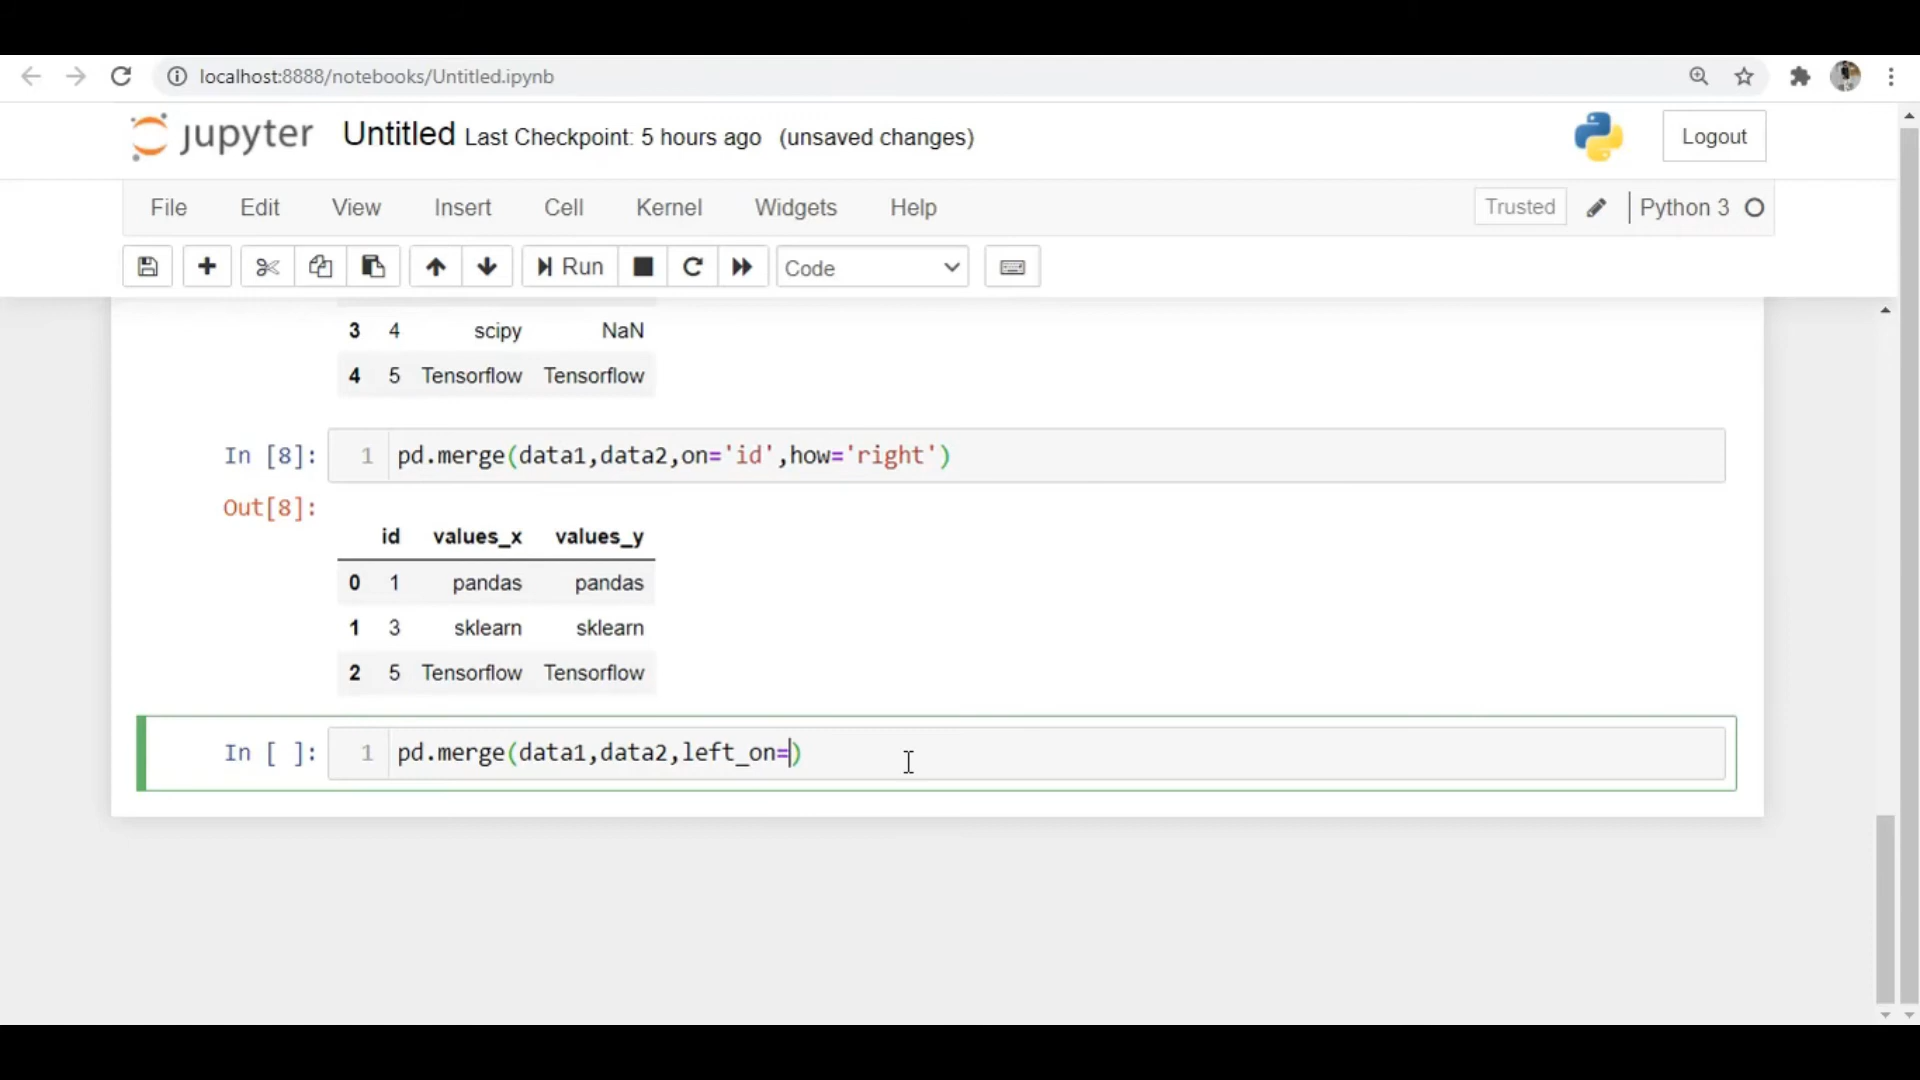 localhost:8888/notebooks/Untitled.ipynb
jupyter Untitled Last Checkpoint: 5 hours ago (unsaved changes) Logout
File Edit View Insert Cell Kernel Widgets Help Trusted Python 3
Run Code
3 4 scipy NaN
4 5 Tensorflow Tensorflow
In [8]: 1 pd.merge(data1,data2,on='id',how='right')
Out[8]:
id values_x values_y
0 1 pandas pandas
1 3 sklearn sklearn
2 5 Tensorflow Tensorflow
In [ ]: 1 pd.merge(data1,data2,left_on=)